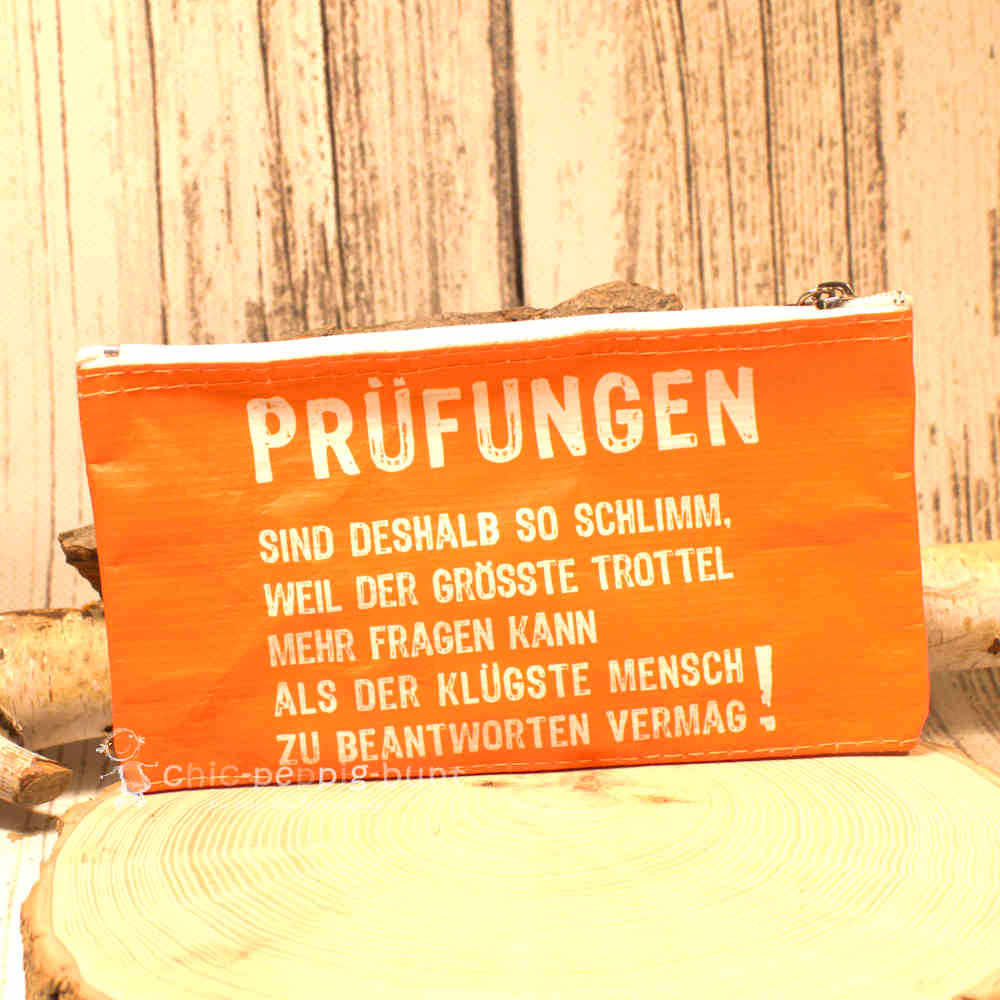 PRÜFUNGEN
SIND DESHALB SO SCHLIMM,
WEIL DER GRÖSSTE TROTTEL
MEHR FRAGEN KANN
ALS DER KLÜGSTE MENSCH
ZU BEANTWORTEN VERMAG!
Chic-peppig-bunt